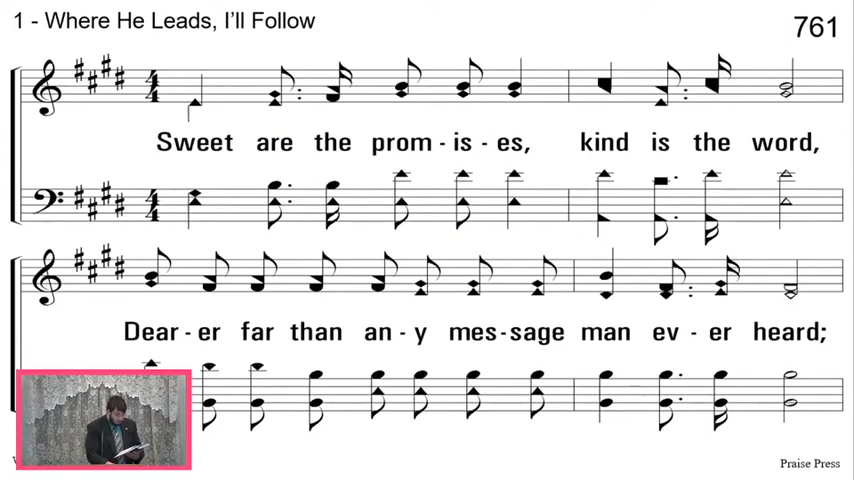 1 - Where He Leads, I'll Follow
761
Sweet are the prom - is - es, kind is the word,
Dear - er far than an - y mes - sage man ev - er heard;
Praise Press